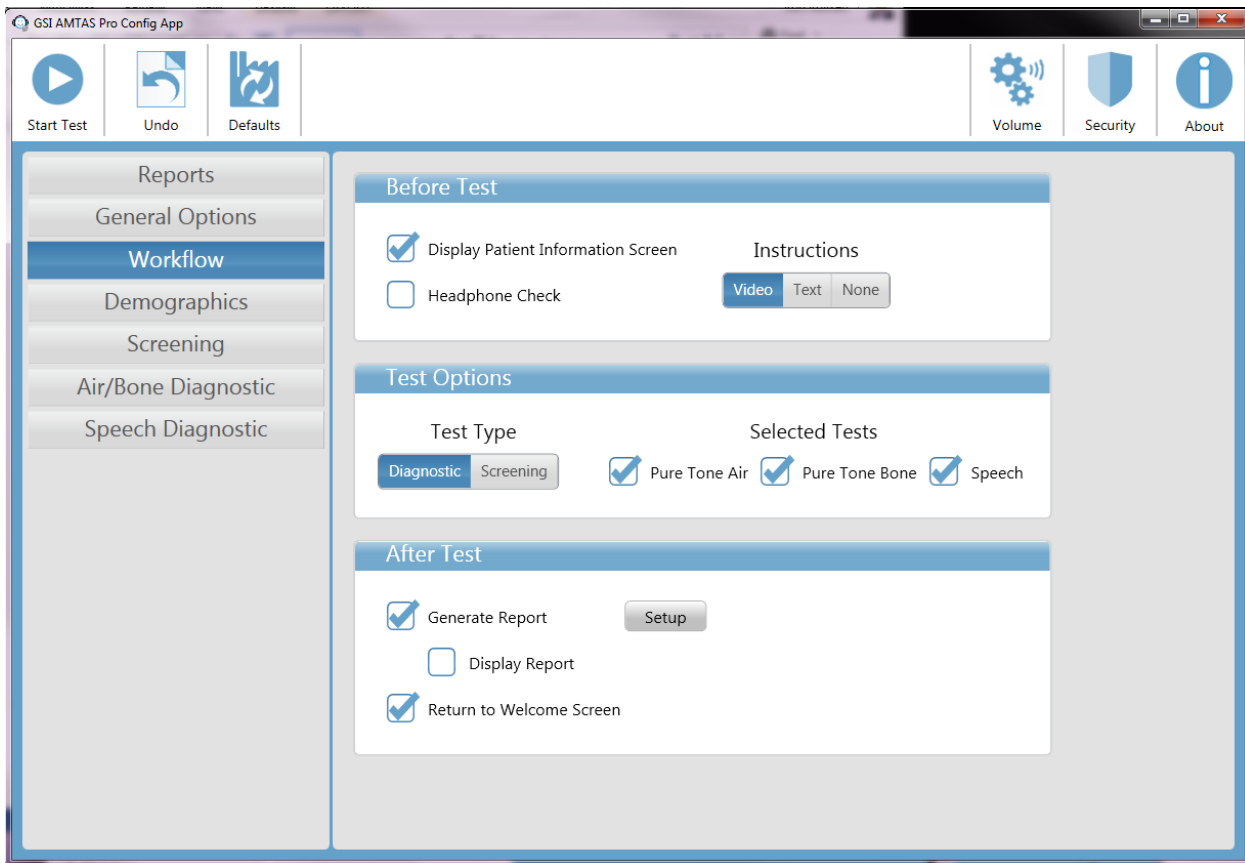 GSI AMTAS Pro Config App
Start Test
Undo
Defaults
Volume
Security
About
Reports
General Options
Workflow
Demographics
Screening
Air/Bone Diagnostic
Speech Diagnostic
Before Test
Display Patient Information Screen
Instructions
Headphone Check
Video Text None
Test Options
Test Type
Selected Tests
Diagnostic Screening
Pure Tone Air
Pure Tone Bone
Speech
After Test
Generate Report
Setup
Display Report
Return to Welcome Screen